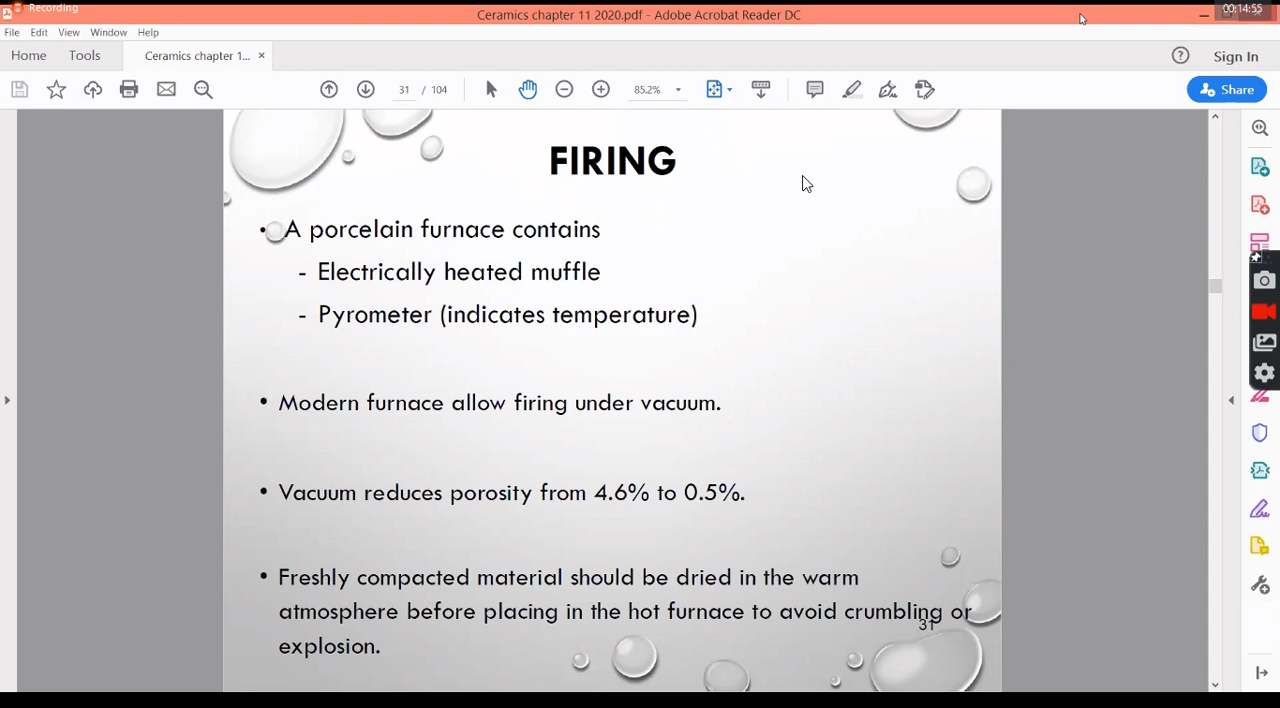 Recording
Ceramics chapter 11 2020.pdf - Adobe Acrobat Reader DC
00:14:55
File Edit View Window Help
Home Tools Ceramics chapter 1... × Sign In
31 / 104 85.2% Share
FIRING
• A porcelain furnace contains
- Electrically heated muffle
- Pyrometer (indicates temperature)
• Modern furnace allow firing under vacuum.
• Vacuum reduces porosity from 4.6% to 0.5%.
• Freshly compacted material should be dried in the warm
atmosphere before placing in the hot furnace to avoid crumbling or
31
explosion.